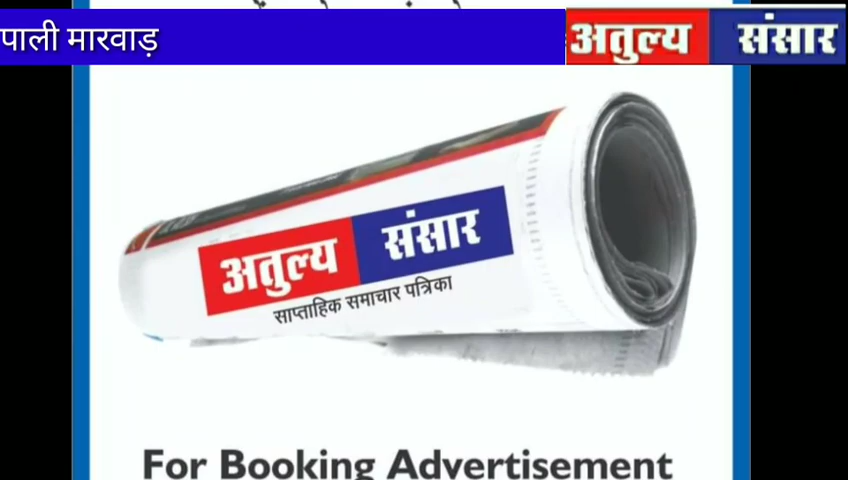 पाली मारवाड़
अतुल्य संसार
अतुल्य संसार
साप्ताहिक समाचार पत्रिका
For Booking Advertisement